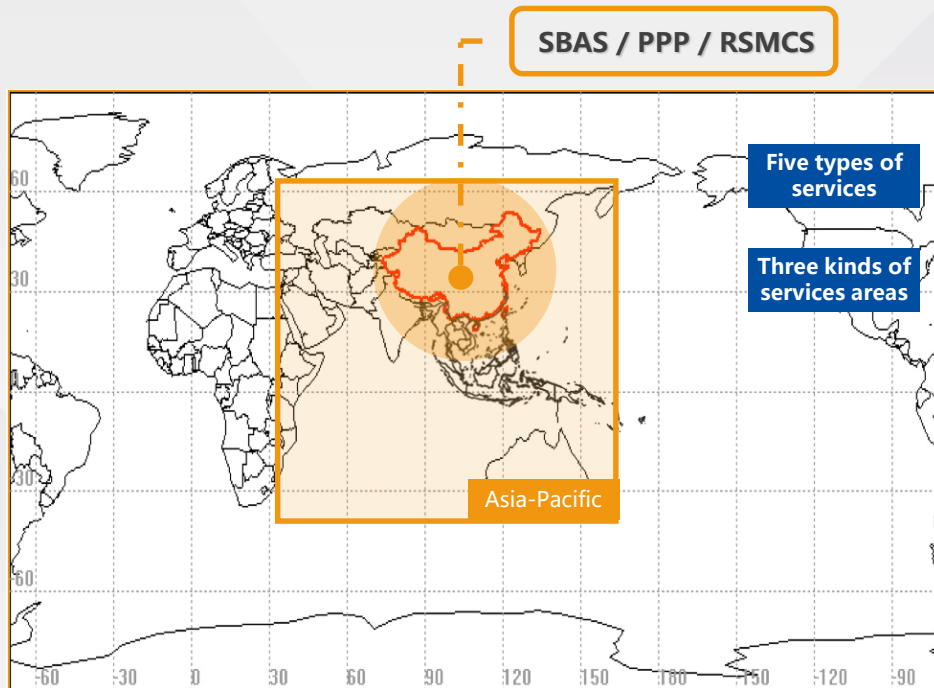 SBAS / PPP / RSMCS
Five types of
services
Three kinds of
services areas
60
30
30
60
Asia-Pacific
-60
-30
0
30
60
90
120
150
180
-150
-120
-90